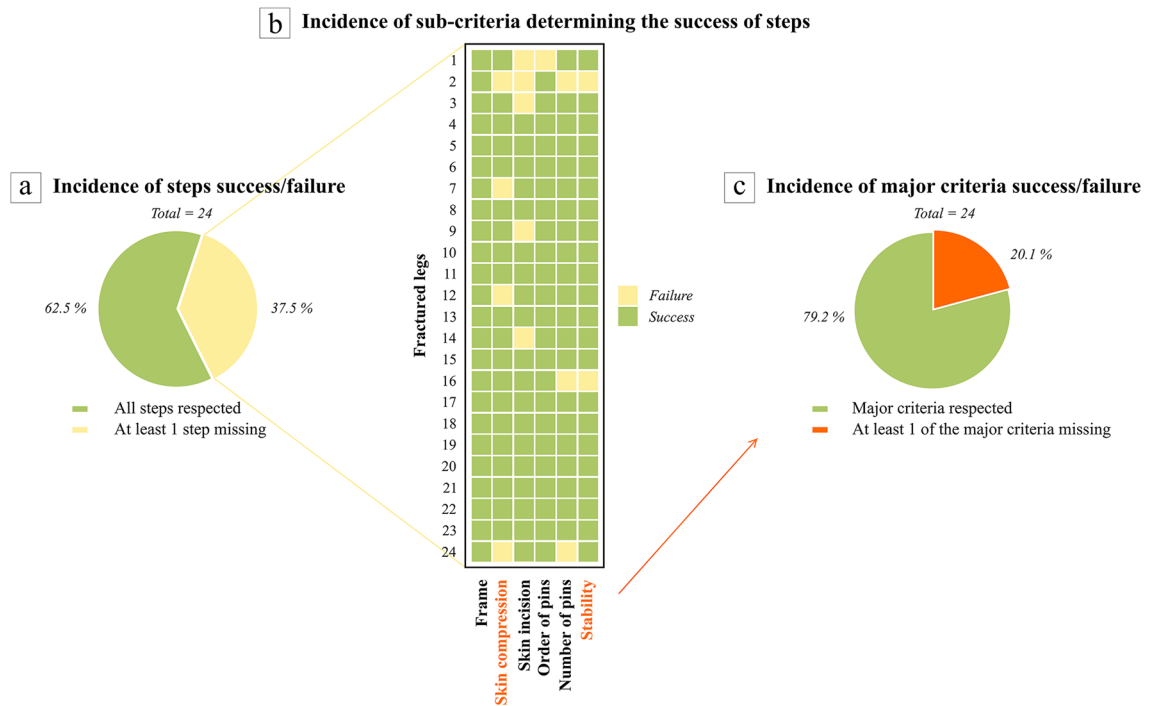 b Incidence of sub-criteria determining the success of steps
a Incidence of steps success/failure
Total = 24
62.5 %
37.5 %
All steps respected
At least 1 step missing
Fractured legs
1
2
3
4
5
6
7
8
9
10
11
12
13
14
15
16
17
18
19
20
21
22
23
24
Frame
Skin compression
Skin incision
Order of pins
Number of pins
Stability
Failure
Success
c Incidence of major criteria success/failure
Total = 24
20.1 %
79.2 %
Major criteria respected
At least 1 of the major criteria missing